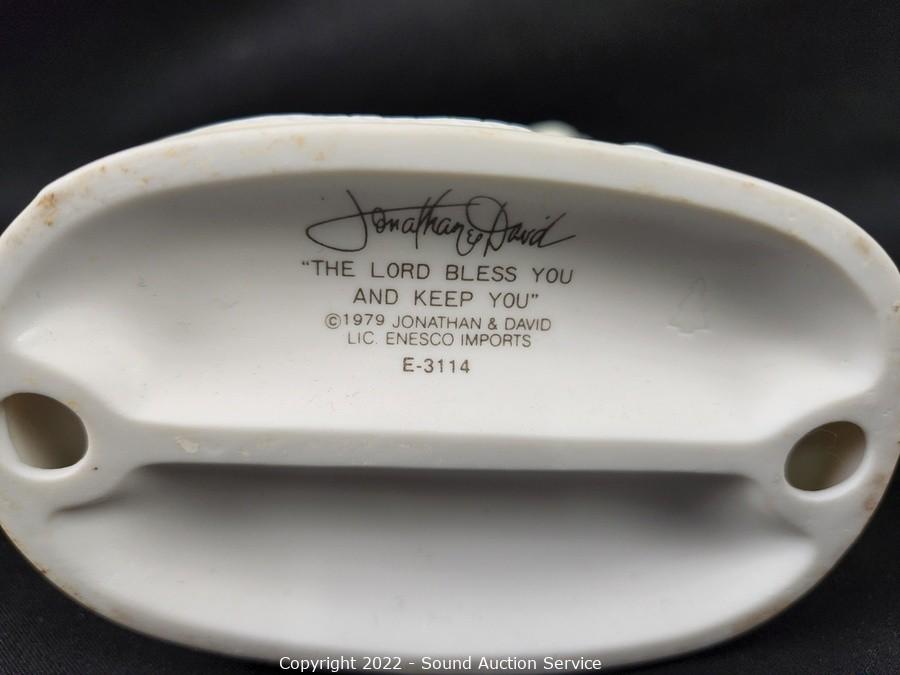 Jonathan & David
“THE LORD BLESS YOU
AND KEEP YOU”
©1979 JONATHAN & DAVID
LIC. ENESCO IMPORTS
E-3114
Copyright 2022 - Sound Auction Service